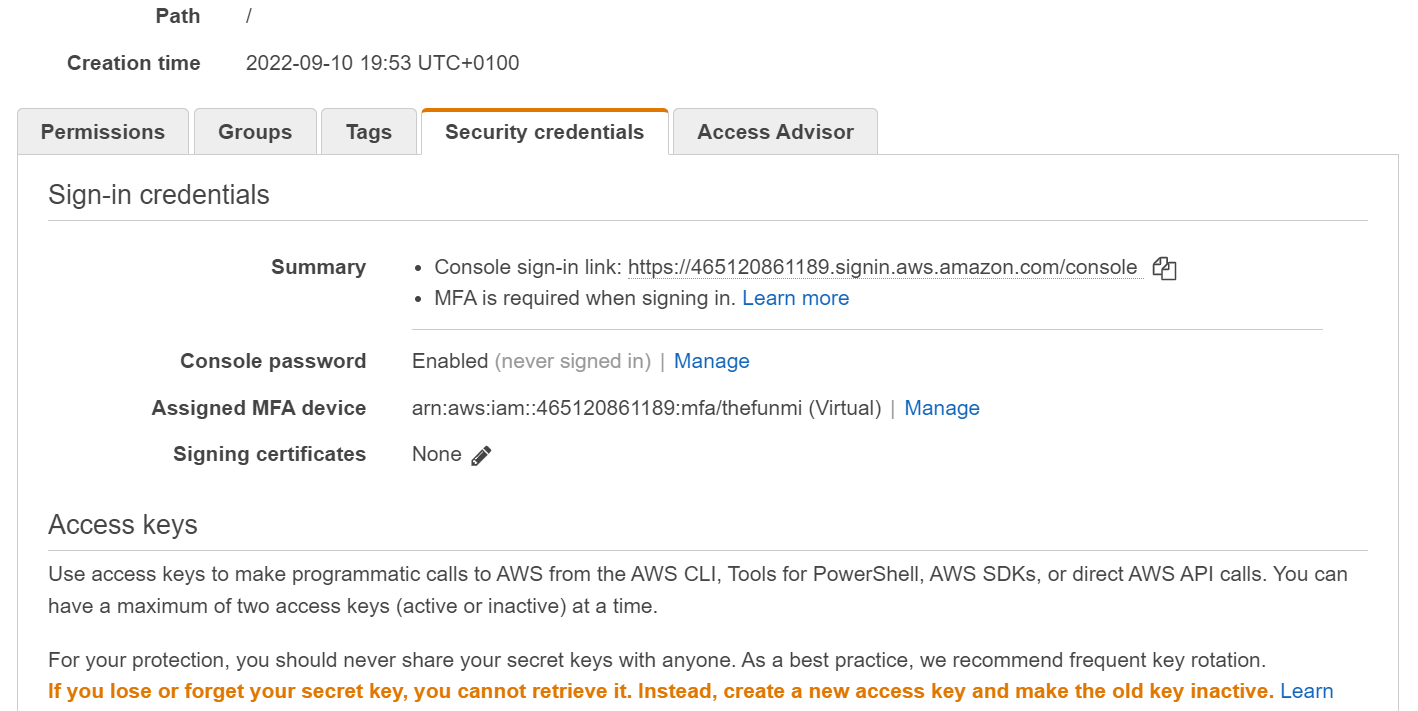 Path /
Creation time 2022-09-10 19:53 UTC+0100
Permissions Groups Tags Security credentials Access Advisor
Sign-in credentials
Summary • Console sign-in link: https://465120861189.signin.aws.amazon.com/console
• MFA is required when signing in. Learn more
Console password Enabled (never signed in) | Manage
Assigned MFA device arn:aws:iam::465120861189:mfa/thefunmi (Virtual) | Manage
Signing certificates None
Access keys
Use access keys to make programmatic calls to AWS from the AWS CLI, Tools for PowerShell, AWS SDKs, or direct AWS API calls. You can
have a maximum of two access keys (active or inactive) at a time.
For your protection, you should never share your secret keys with anyone. As a best practice, we recommend frequent key rotation.
If you lose or forget your secret key, you cannot retrieve it. Instead, create a new access key and make the old key inactive. Learn